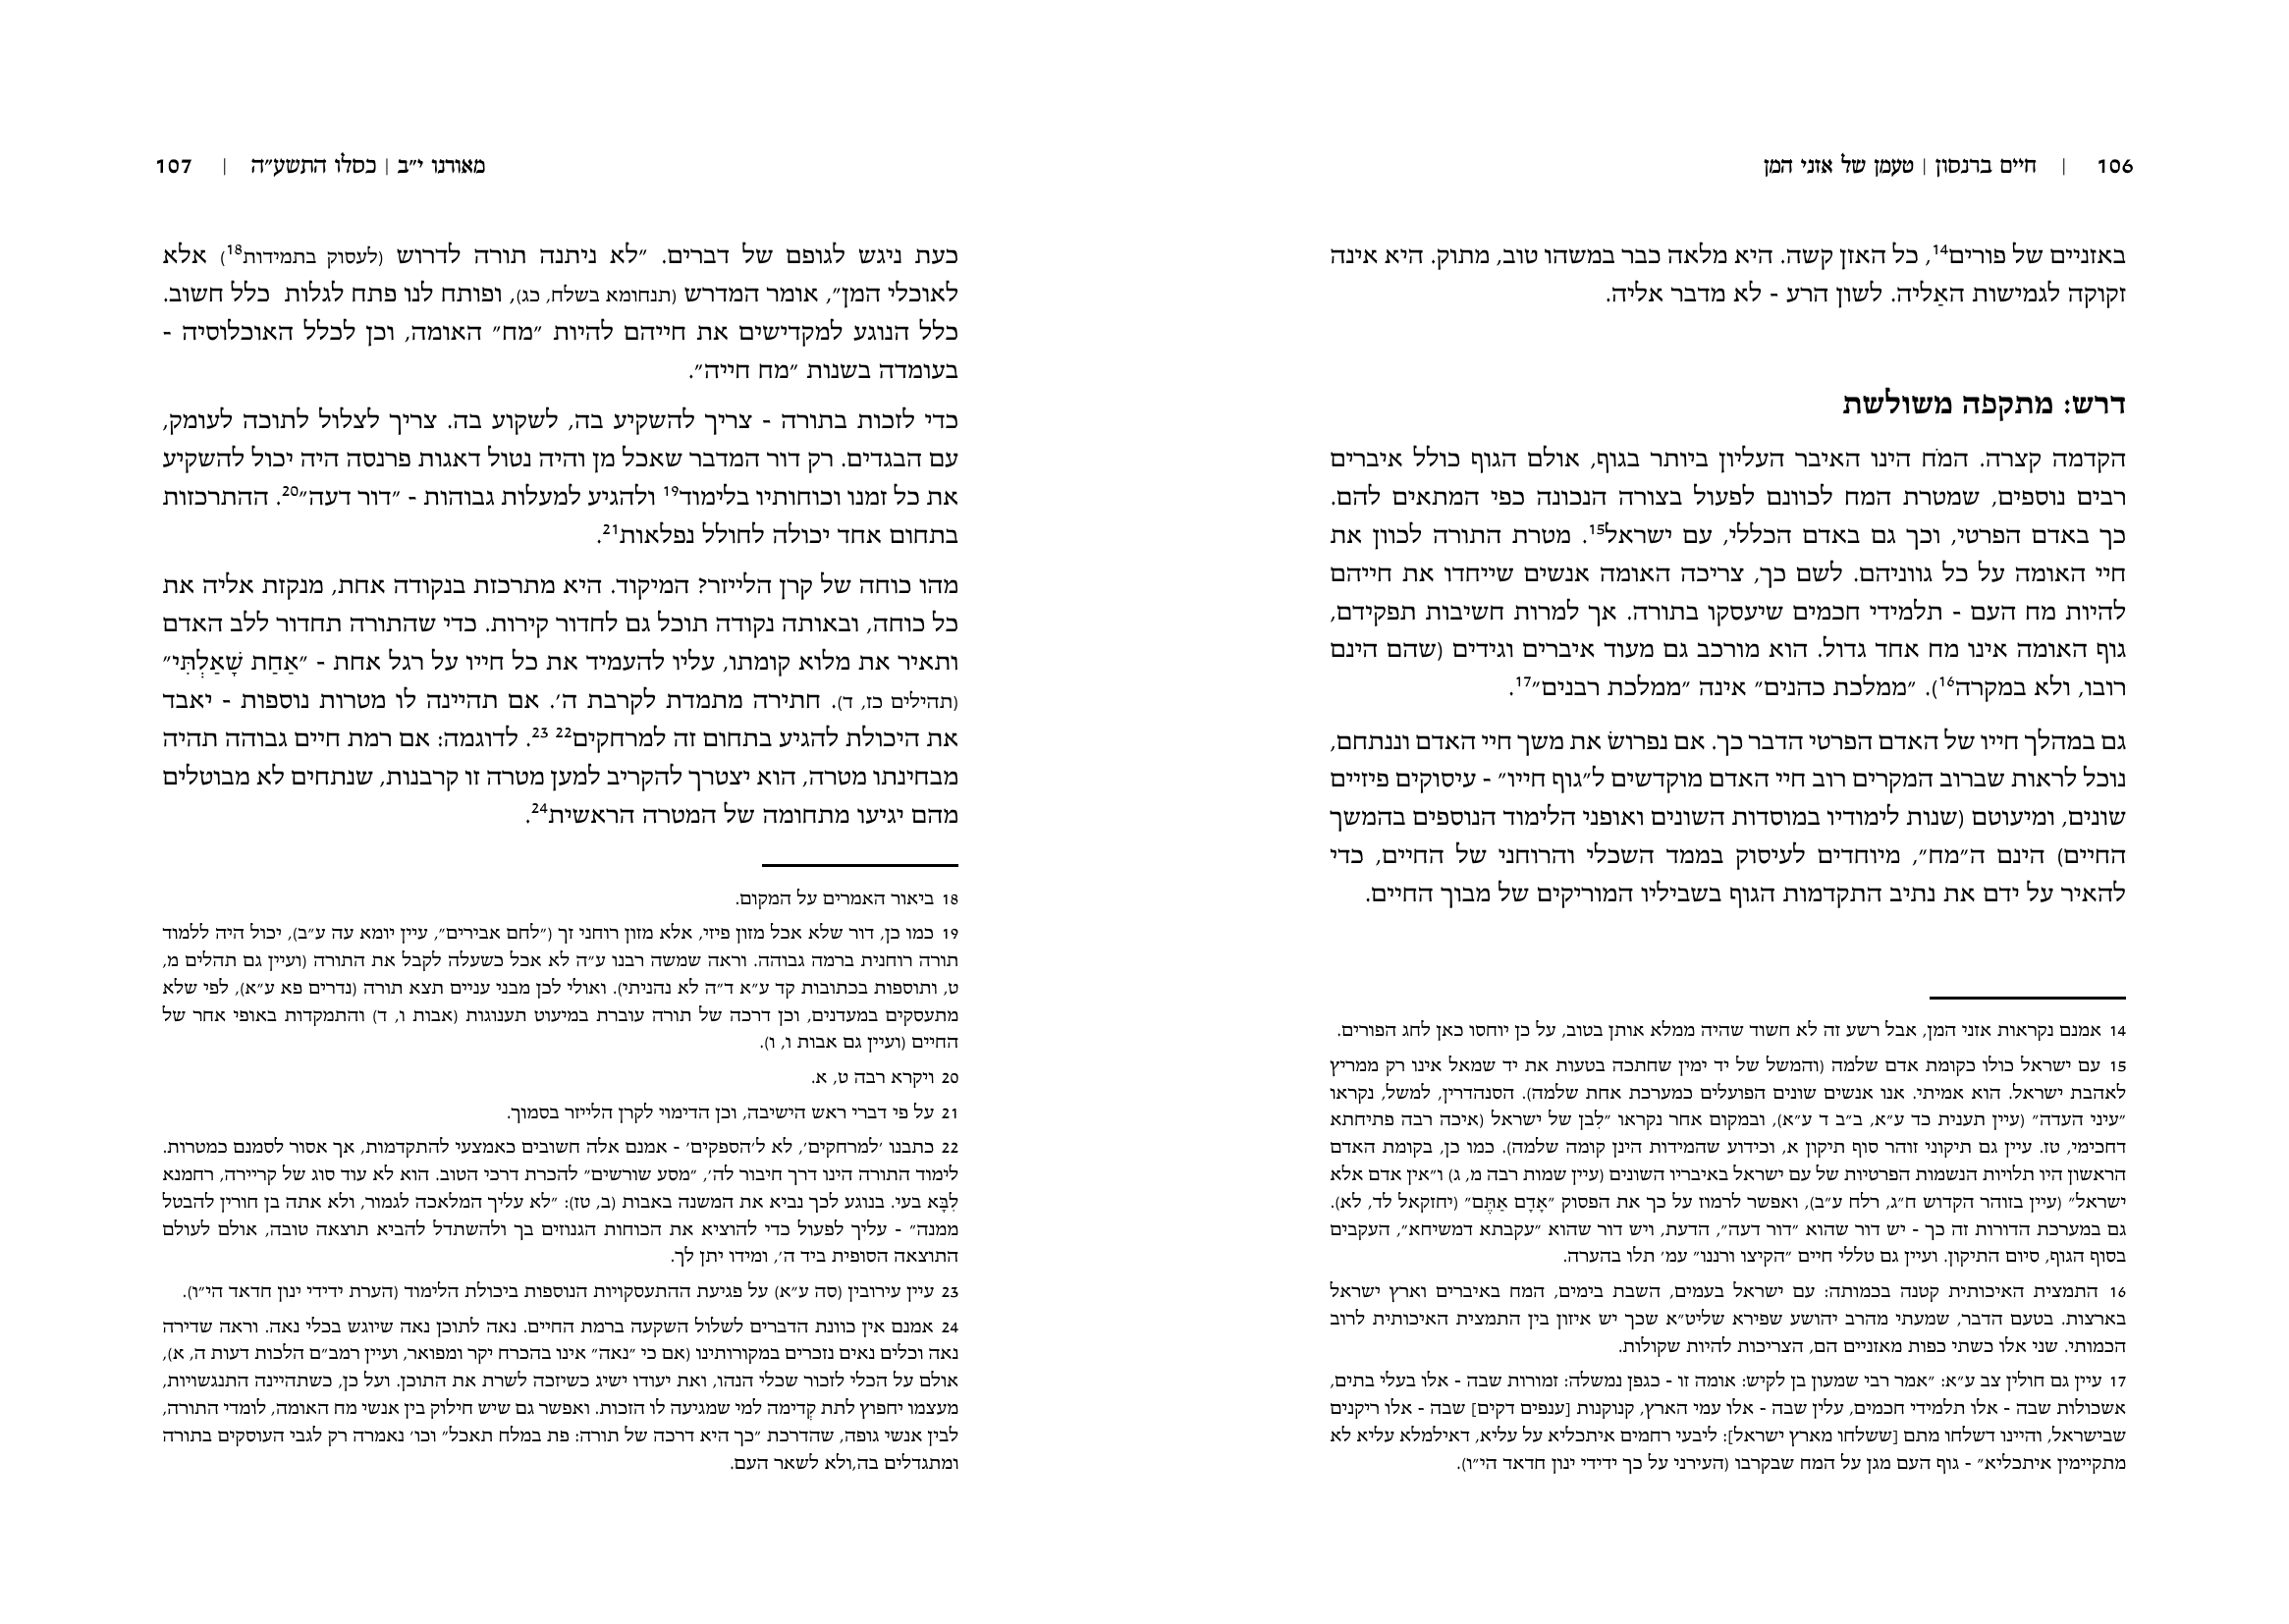 106 | חיים ברנסון | טעמן של אזני המן
באזניים של פורים14, כל האזן קשה. היא מלאה כבר במשהו טוב, מתוק. היא אינה
זקוקה לגמישות האַליה. לשון הרע - לא מדבר אליה.
דרש: מתקפה משולשת
הקדמה קצרה. המֹח הינו האיבר העליון ביותר בגוף, אולם הגוף כולל איברים
רבים נוספים, שמטרת המח לכוונם לפעול בצורה הנכונה כפי המתאים להם.
כך באדם הפרטי, וכך גם באדם הכללי, עם ישראל15. מטרת התורה לכוון את
חיי האומה על כל גווניהם. לשם כך, צריכה האומה אנשים שייחדו את חייהם
להיות מח העם - תלמידי חכמים שיעסקו בתורה. אך למרות חשיבות תפקידם,
גוף האומה אינו מח אחד גדול. הוא מורכב גם מעוד איברים וגידים (שהם הינם
רובו, ולא במקרה16). ״ממלכת כהנים״ אינה ״ממלכת רבנים״17.
גם במהלך חייו של האדם הפרטי הדבר כך. אם נפרושׂ את משך חיי האדם וננתחם,
נוכל לראות שברוב המקרים רוב חיי האדם מוקדשים ל״גוף חייו״ - עיסוקים פיזיים
שונים, ומיעוטם (שנות לימודיו במוסדות השונים ואופני הלימוד הנוספים בהמשך
החיים) הינם ה״מח״, מיוחדים לעיסוק בממד השכלי והרוחני של החיים, כדי
להאיר על ידם את נתיב התקדמות הגוף בשביליו המוריקים של מבוך החיים.
14 אמנם נקראות אזני המן, אבל רשע זה לא חשוד שהיה ממלא אותן בטוב, על כן יוחסו כאן לחג הפורים.
15 עם ישראל כולו כקומת אדם שלמה (והמשל של יד ימין שחתכה בטעות את יד שמאל אינו רק ממריץ
לאהבת ישראל. הוא אמיתי. אנו אנשים שונים הפועלים כמערכת אחת שלמה). הסנהדרין, למשל, נקראו
״עיני העדה״ (עיין תענית כד ע״א, ב״ב ד ע״א), ובמקום אחר נקראו ״לִבן של ישראל (איכה רבה פתיחתא
דחכימי, טז. עיין גם תיקוני זוהר סוף תיקון א, וכידוע שהמידות הינן קומה שלמה). כמו כן, בקומת האדם
הראשון היו תלויות הנשמות הפרטיות של עם ישראל באיבריו השונים (עיין שמות רבה מ, ג) ו״אין אדם אלא
ישראל״ (עיין בזוהר הקדוש ח״ג, רלח ע״ב), ואפשר לרמוז על כך את הפסוק ״אָדָם אַתֶּם״ (יחזקאל לד, לא).
גם במערכת הדורות זה כך - יש דור שהוא ״דור דעה״, הדעת, ויש דור שהוא ״עקבתא דמשיחא״, העקבים
בסוף הגוף, סיום התיקון. ועיין גם טללי חיים ״הקיצו ורננו״ עמ׳ תלו בהערה.
16 התמצית האיכותית קטנה בכמותה: עם ישראל בעמים, השבת בימים, המח באיברים וארץ ישראל
בארצות. בטעם הדבר, שמעתי מהרב יהושע שפירא שליט״א שכך יש איזון בין התמצית האיכותית לרוב
הכמותי. שני אלו כשתי כפות מאזניים הם, הצריכות להיות שקולות.
17 עיין גם חולין צב ע״א: ״אמר רבי שמעון בן לקיש: אומה זו - כגפן נמשלה: זמורות שבה - אלו בעלי בתים,
אשכולות שבה - אלו תלמידי חכמים, עלין שבה - אלו עמי הארץ, קנוקנות [ענפים דקים] שבה - אלו ריקנים
שבישראל, והיינו דשלחו מתם [ששלחו מארץ ישראל]: ליבעי רחמים איתכליא על עליא, דאילמלא עליא לא
מתקיימין איתכליא״ - גוף העם מגן על המח שבקרבו (העירני על כך ידידי ינון חדאד הי״ו).
מאורנו י״ב | כסלו התשע״ה | 107
כעת ניגש לגופם של דברים. ״לא ניתנה תורה לדרוש (לעסוק בתמידות18) אלא
לאוכלי המן״, אומר המדרש (תנחומא בשלח, כג), ופותח לנו פתח לגלות כלל חשוב.
כלל הנוגע למקדישים את חייהם להיות ״מח״ האומה, וכן לכלל האוכלוסיה -
בעומדה בשנות ״מח חייה״.
כדי לזכות בתורה - צריך להשקיע בה, לשקוע בה. צריך לצלול לתוכה לעומק,
עם הבגדים. רק דור המדבר שאכל מן והיה נטול דאגות פרנסה היה יכול להשקיע
את כל זמנו וכוחותיו בלימוד19 ולהגיע למעלות גבוהות - ״דור דעה״20. ההתרכזות
בתחום אחד יכולה לחולל נפלאות21.
מהו כוחה של קרן הלייזר? המיקוד. היא מתרכזת בנקודה אחת, מנקזת אליה את
כל כוחה, ובאותה נקודה תוכל גם לחדור קירות. כדי שהתורה תחדור ללב האדם
ותאיר את מלוא קומתו, עליו להעמיד את כל חייו על רגל אחת - ״אַחַת שָׁאַלְתִּי״
(תהילים כז, ד). חתירה מתמדת לקרבת ה׳. אם תהיינה לו מטרות נוספות - יאבד
את היכולת להגיע בתחום זה למרחקים22 23. לדוגמה: אם רמת חיים גבוהה תהיה
מבחינתו מטרה, הוא יצטרך להקריב למען מטרה זו קרבנות, שנתחים לא מבוטלים
מהם יגיעו מתחומה של המטרה הראשית24.
18 ביאור האמרים על המקום.
19 כמו כן, דור שלא אכל מזון פיזי, אלא מזון רוחני זך (״לחם אבירים״, עיין יומא עה ע״ב), יכול היה ללמוד
תורה רוחנית ברמה גבוהה. וראה שמשה רבנו ע״ה לא אכל כשעלה לקבל את התורה (ועיין גם תהלים מ,
ט, ותוספות בכתובות קד ע״א ד״ה לא נהניתי). ואולי לכן מבני עניים תצא תורה (נדרים פא ע״א), לפי שלא
מתעסקים במעדנים, וכן דרכה של תורה עוברת במיעוט תענוגות (אבות ו, ד) והתמקדות באופי אחר של
החיים (ועיין גם אבות ו, ו).
20 ויקרא רבה ט, א.
21 על פי דברי ראש הישיבה, וכן הדימוי לקרן הלייזר בסמוך.
22 כתבנו ׳למרחקים׳, לא ל׳הספקים׳ - אמנם אלה חשובים כאמצעי להתקדמות, אך אסור לסמנם כמטרות.
לימוד התורה הינו דרך חיבור לה׳, ״מסע שורשים״ להכרת דרכי הטוב. הוא לא עוד סוג של קריירה, רחמנא
לִבָּא בעי. בנוגע לכך נביא את המשנה באבות (ב, טז): ״לא עליך המלאכה לגמור, ולא אתה בן חורין להבטל
ממנה״ - עליך לפעול כדי להוציא את הכוחות הגנוזים בך ולהשתדל להביא תוצאה טובה, אולם לעולם
התוצאה הסופית ביד ה׳, ומידו יתן לך.
23 עיין עירובין (סה ע״א) על פגיעת ההתעסקויות הנוספות ביכולת הלימוד (הערת ידידי ינון חדאד הי״ו).
24 אמנם אין כוונת הדברים לשלול השקעה ברמת החיים. נאה לתוכן נאה שיוגש בכלי נאה. וראה שדירה
נאה וכלים נאים נזכרים במקורותינו (אם כי ״נאה״ אינו בהכרח יקר ומפואר, ועיין רמב״ם הלכות דעות ה, א),
אולם על הכלי לזכור שכלי הנהו, ואת יעודו ישיג כשיזכה לשרת את התוכן. ועל כן, כשתהיינה התנגשויות,
מעצמו יחפוץ לתת קְדימה למי שמגיעה לו הזכות. ואפשר גם שיש חילוק בין אנשי מח האומה, לומדי התורה,
לבין אנשי גופה, שהדרכת ״כך היא דרכה של תורה: פת במלח תאכל״ וכו׳ נאמרה רק לגבי העוסקים בתורה
ומתגדלים בה,ולא לשאר העם.